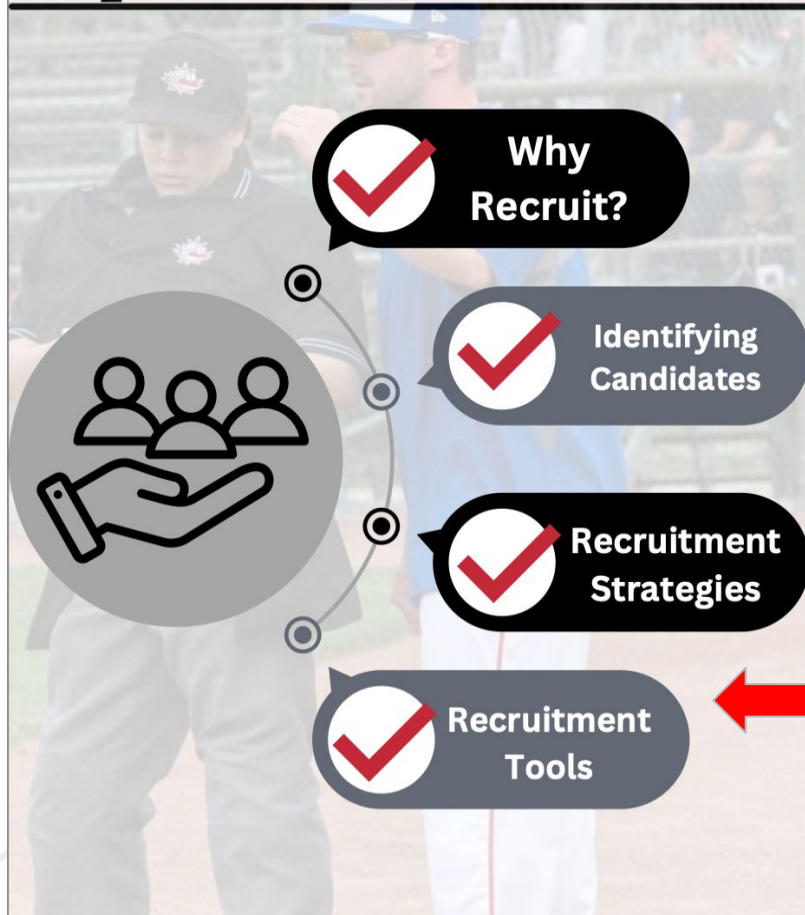 Why
Recruit?
Identifying
Candidates
Recruitment
Strategies
Recruitment
Tools